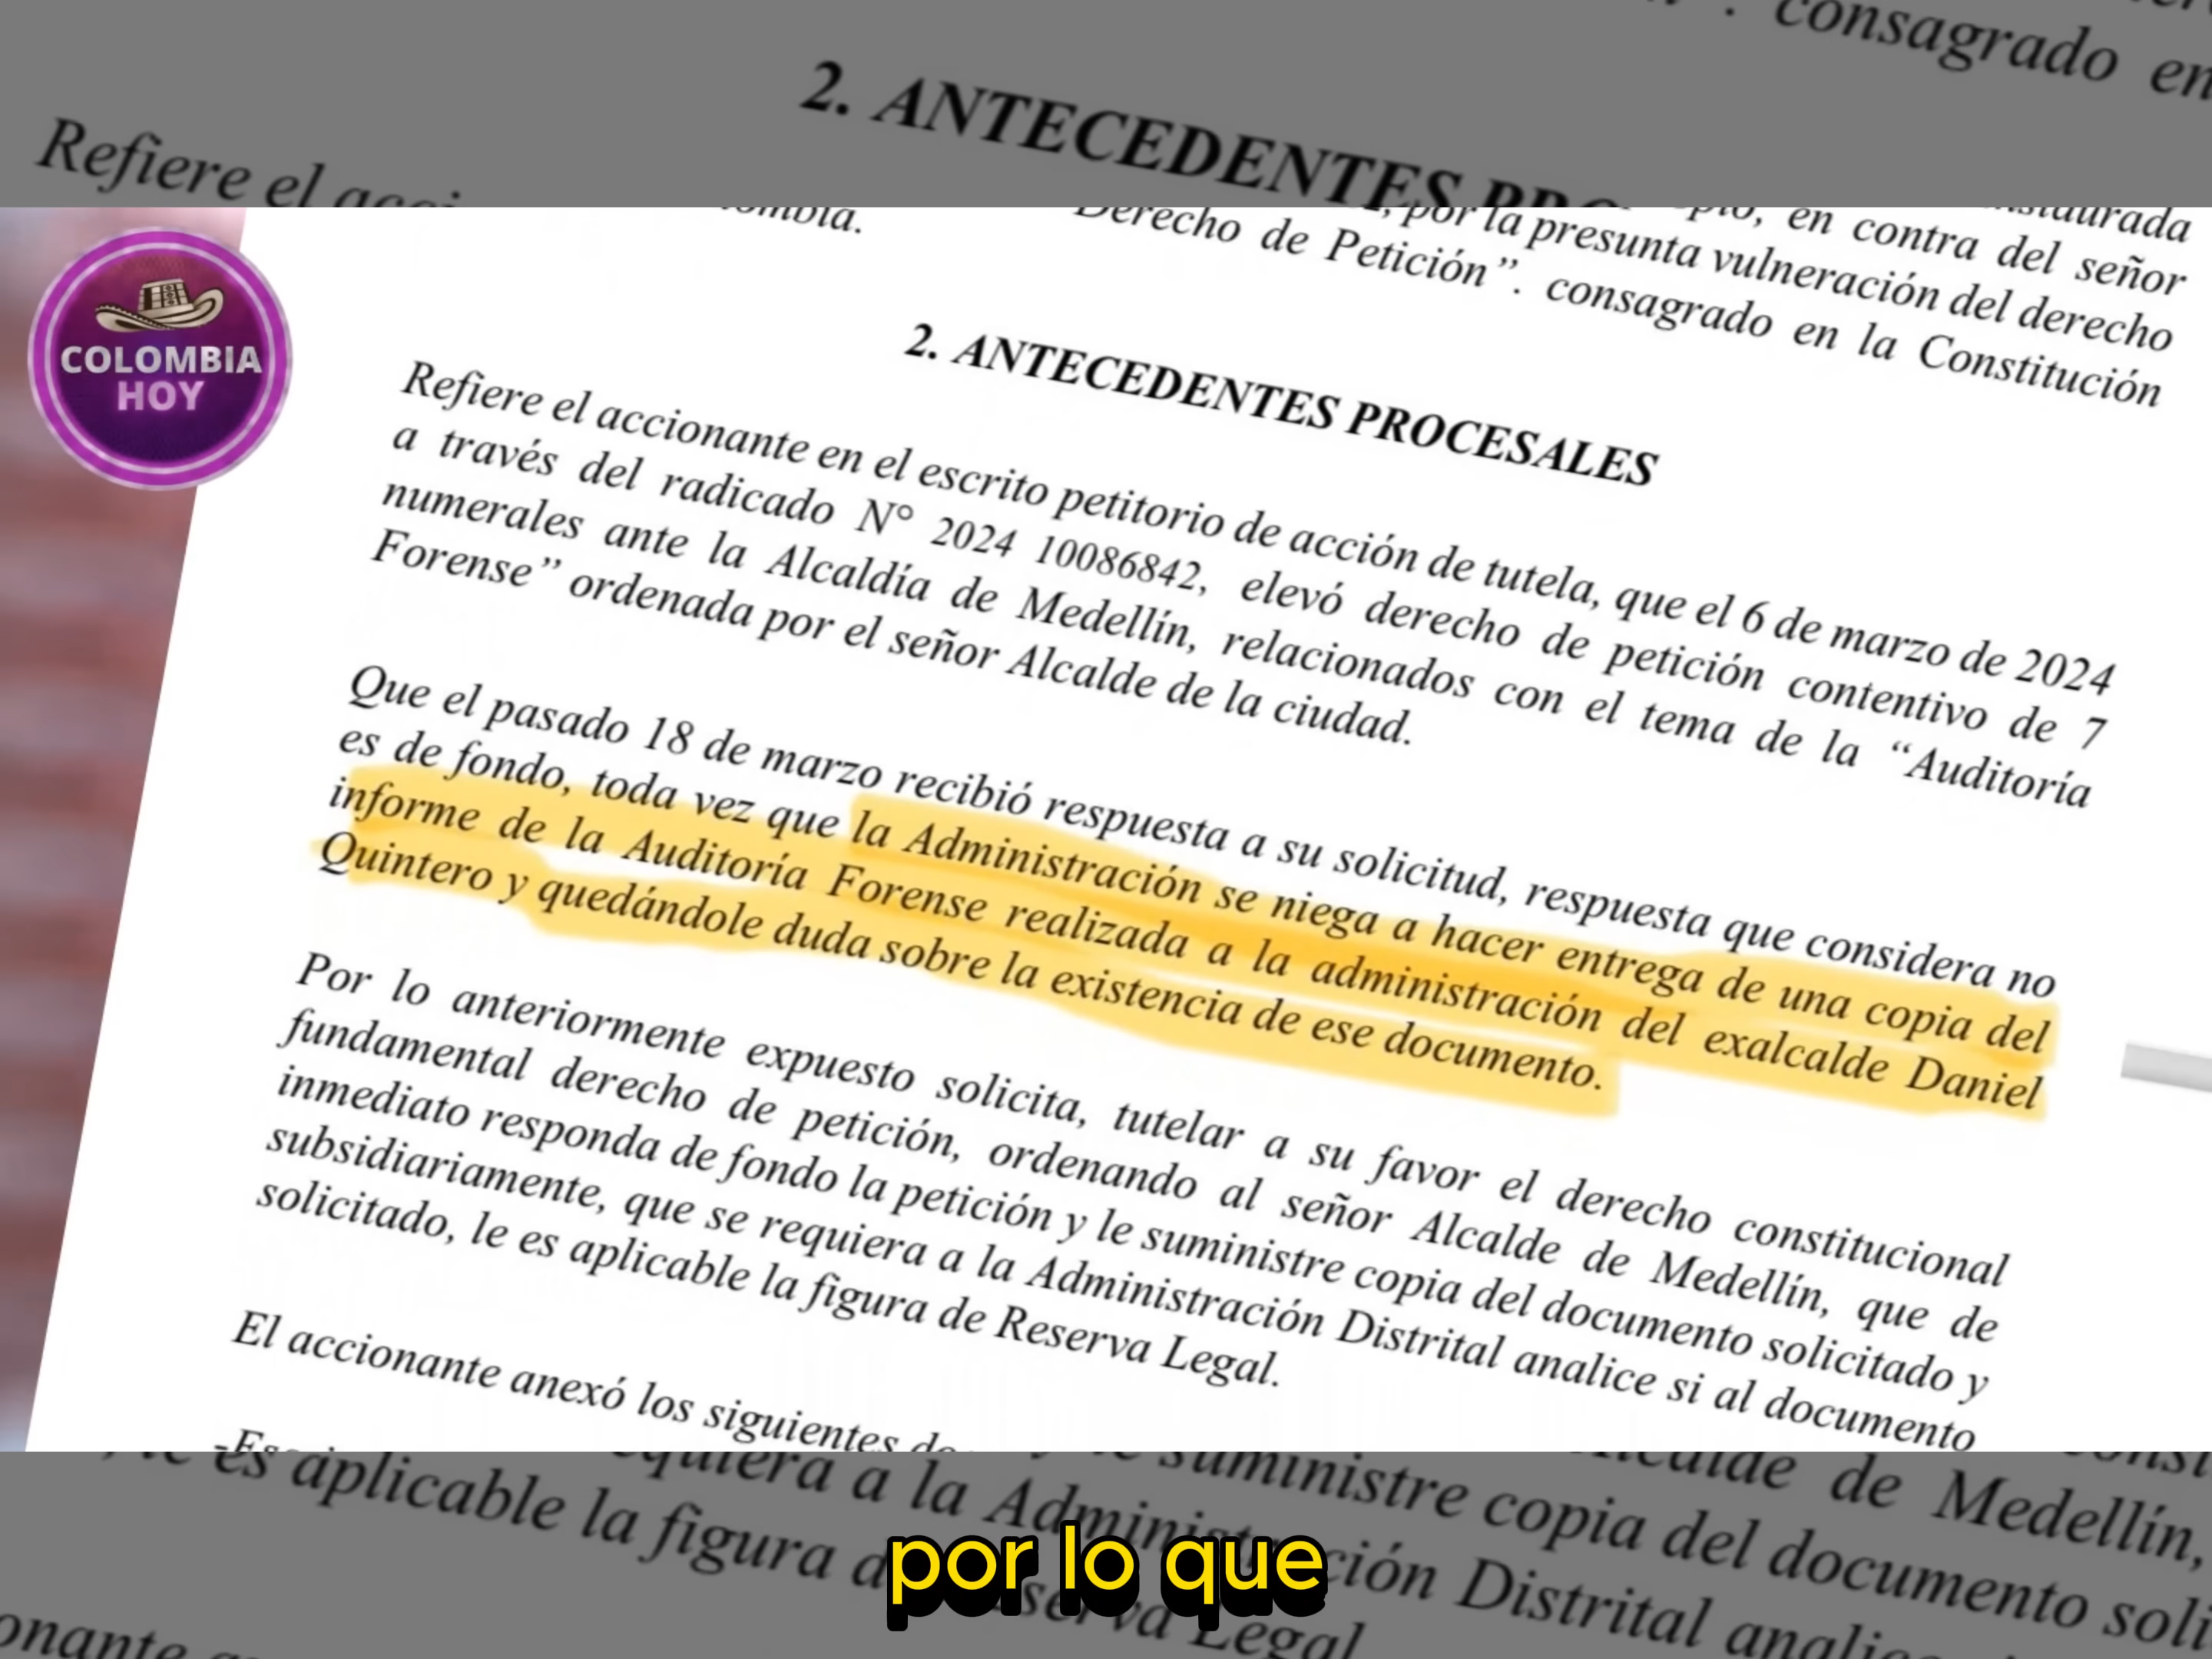 consagrado en
2. ANTECEDENTES
Refiere el
en contra del señor
por la presunta vulneración del derecho
Derecho de Petición”. consagrado en la Constitución
COLOMBIA
HOY
2. ANTECEDENTES PROCESALES
Refiere el accionante en el escrito petitorio de acción de tutela, que el 6 de marzo de 2024
a través del radicado N° 2024 10086842, elevó derecho de petición contentivo de 7
numerales ante la Alcaldía de Medellín, relacionados con el tema de la “Auditoría
Forense” ordenada por el señor Alcalde de la ciudad.
Que el pasado 18 de marzo recibió respuesta a su solicitud, respuesta que considera no
es de fondo, toda vez que la Administración se niega a hacer entrega de una copia del
informe de la Auditoría Forense realizada a la administración del exalcalde Daniel
Quintero y quedándole duda sobre la existencia de ese documento.
Por lo anteriormente expuesto solicita, tutelar a su favor el derecho constitucional
fundamental derecho de petición, ordenando al señor Alcalde de Medellín, que de
inmediato responda de fondo la petición y le suministre copia del documento solicitado y
subsidiariamente, que se requiera a la Administración Distrital analice si al documento
solicitado, le es aplicable la figura de Reserva Legal.
El accionante anexó los siguientes
a la Administración Distrital
suministre copia del documento
de Medellín,
es aplicable la figura
Legal
por lo que